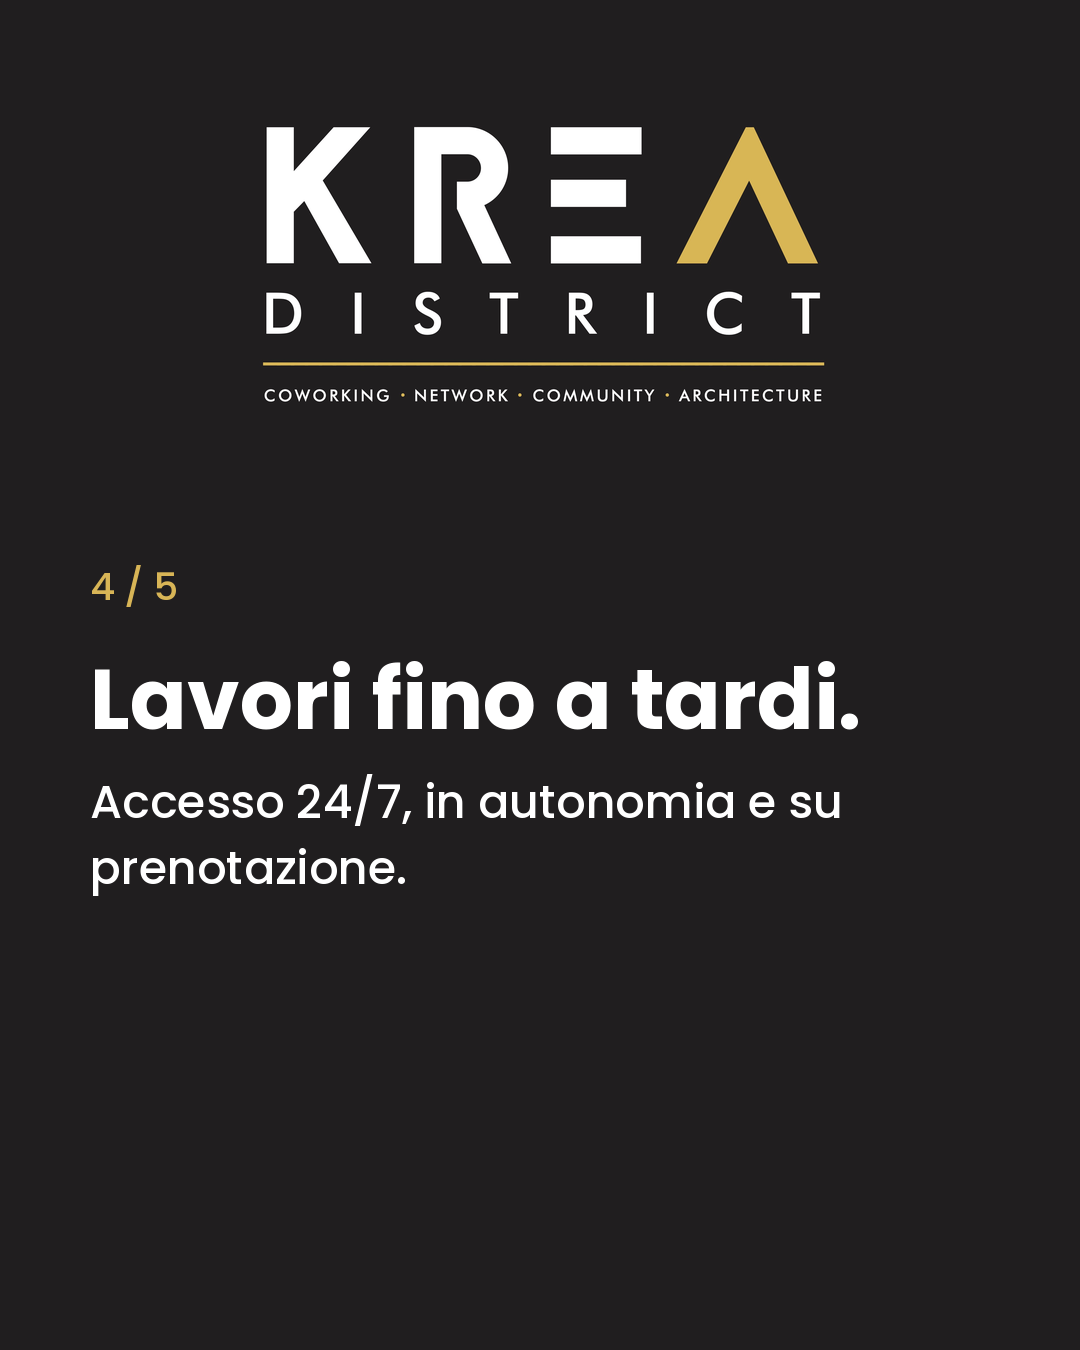 KREA
DISTRICT
COWORKING • NETWORK • COMMUNITY • ARCHITECTURE
4 / 5
Lavori fino a tardi.
Accesso 24/7, in autonomia e su
prenotazione.